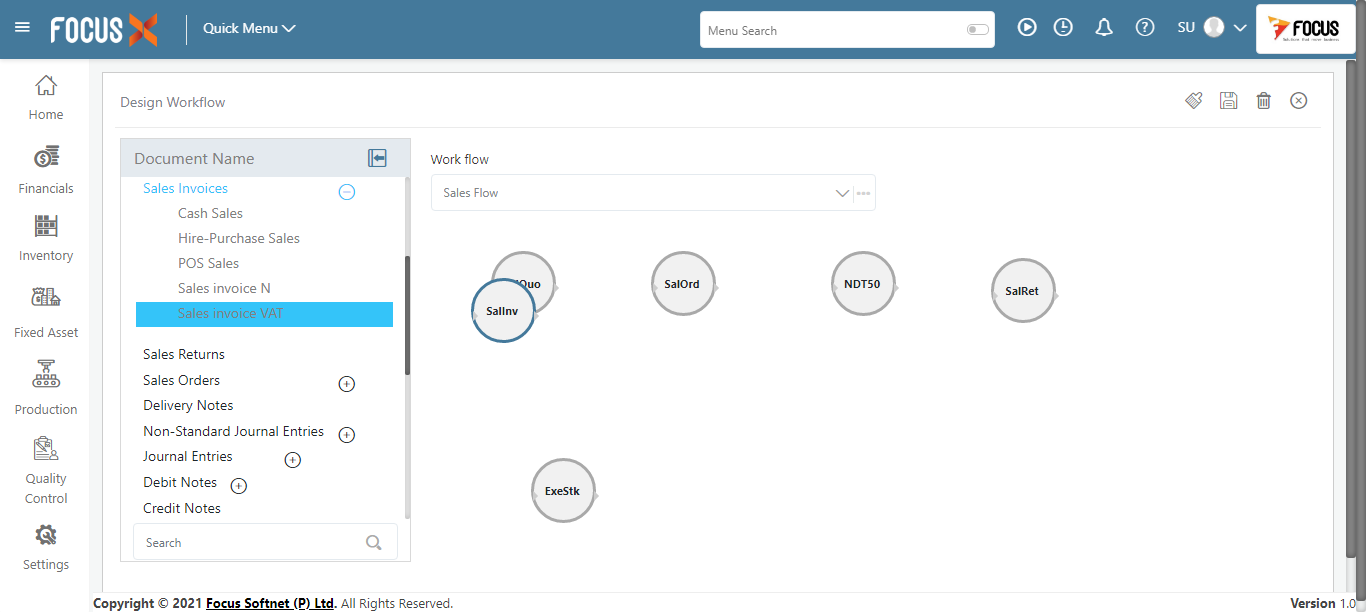 FOCUS X
Quick Menu
Menu Search
SU
FOCUS
Home
Financials
Inventory
Fixed Asset
Production
Quality
Control
Settings
Design Workflow
Document Name
Sales Invoices
Cash Sales
Hire-Purchase Sales
POS Sales
Sales invoice N
Sales invoice VAT
Sales Returns
Sales Orders
Delivery Notes
Non-Standard Journal Entries
Journal Entries
Debit Notes
Credit Notes
Search
Work flow
Sales Flow
Quo
SalInv
SalOrd
NDT50
SalRet
ExeStk
Copyright © 2021 Focus Softnet (P) Ltd. All Rights Reserved.
Version 1.0